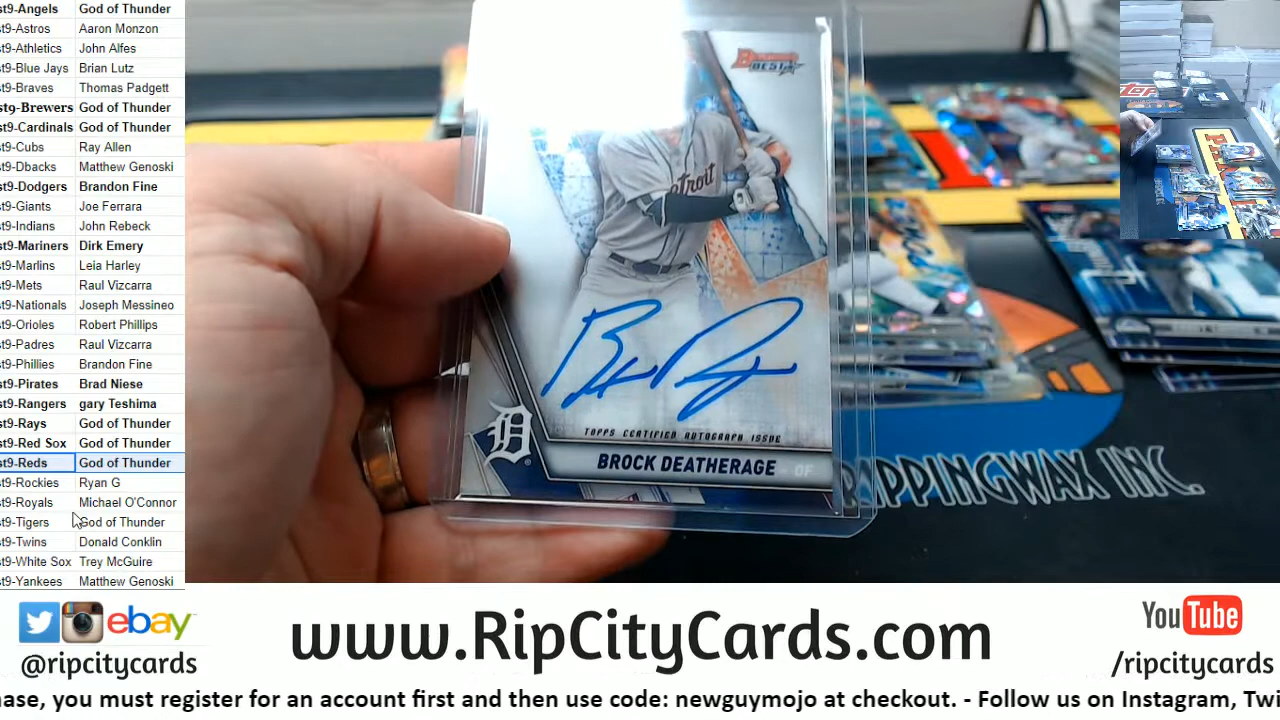 st9-Angels God of Thunder
st9-Astros Aaron Monzon
st9-Athletics John Alfes
st9-Blue Jays Brian Lutz
st9-Braves Thomas Padgett
st9-Brewers God of Thunder
st9-Cardinals God of Thunder
st9-Cubs Ray Allen
st9-Dbacks Matthew Genoski
st9-Dodgers Brandon Fine
st9-Giants Joe Ferrara
st9-Indians John Rebeck
st9-Mariners Dirk Emery
st9-Marlins Leia Harley
st9-Mets Raul Vizcarra
st9-Nationals Joseph Messineo
st9-Orioles Robert Phillips
st9-Padres Raul Vizcarra
st9-Phillies Brandon Fine
st9-Pirates Brad Niese
st9-Rangers gary Teshima
st9-Rays God of Thunder
st9-Red Sox God of Thunder
st9-Reds God of Thunder
st9-Rockies Ryan G
st9-Royals Michael O'Connor
st9-Tigers God of Thunder
st9-Twins Donald Conklin
st9-White Sox Trey McGuire
st9-Yankees Matthew Genoski
BOWMAN'S BEST
etroit
TOPPS CERTIFIED AUTOGRAPH ISSUE
BROCK DEATHERAGE OF
RIPPINGWAX INC.
ebay
@ripcitycards
www.RipCityCards.com
YouTube
/ripcitycards
hase, you must register for an account first and then use code: newguymojo at checkout. - Follow us on Instagram, Twi